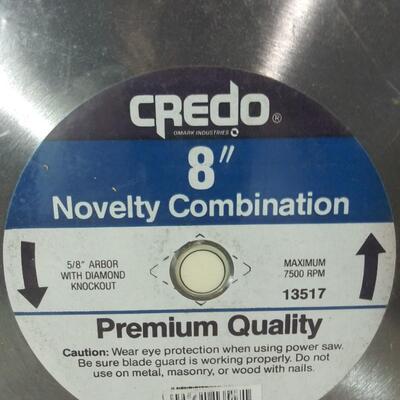 CREDO®
OMARK INDUSTRIES
8"
Novelty Combination
5/8" ARBOR
WITH DIAMOND
KNOCKOUT
MAXIMUM
7500 RPM
13517
Premium Quality
Caution: Wear eye protection when using power saw.
Be sure blade guard is working properly. Do not
use on metal, masonry, or wood with nails.